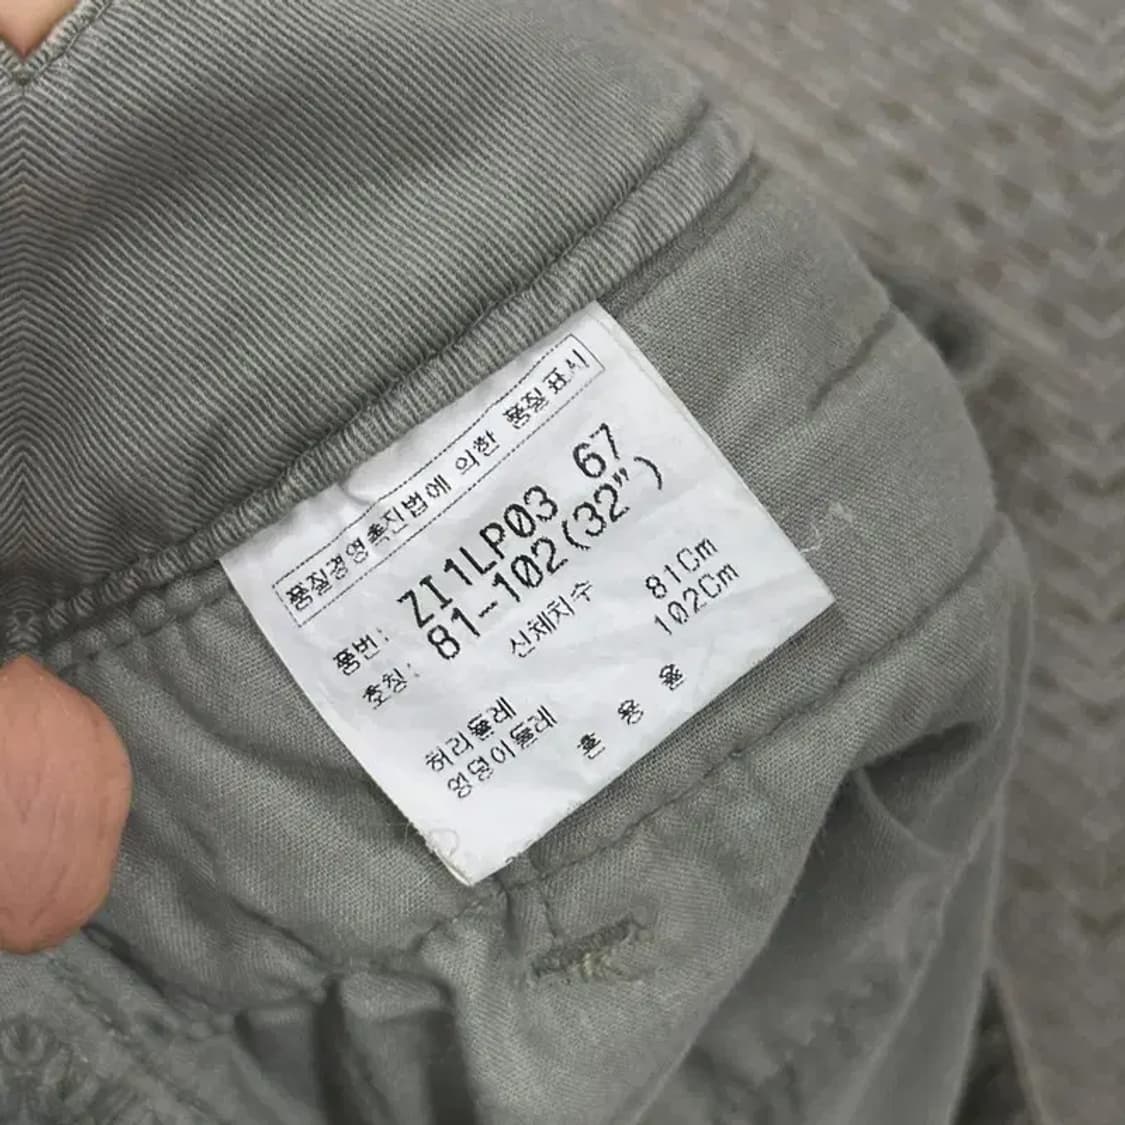 품질경영촉진법에 의한 품질표시
품번: ZI1LP03 67
호칭: 81-102(32")
신체치수
허리둘레 81Cm
엉덩이둘레 102Cm
혼 용 율